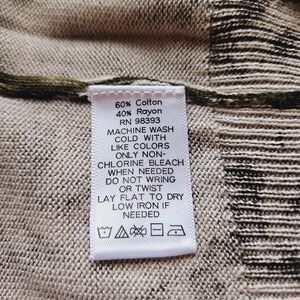 60% Cotton
40% Rayon
RN 98393
MACHINE WASH
COLD WITH
LIKE COLORS
ONLY NON-
CHLORINE BLEACH
WHEN NEEDED
DO NOT WRING
OR TWIST
LAY FLAT TO DRY
LOW IRON IF
NEEDED